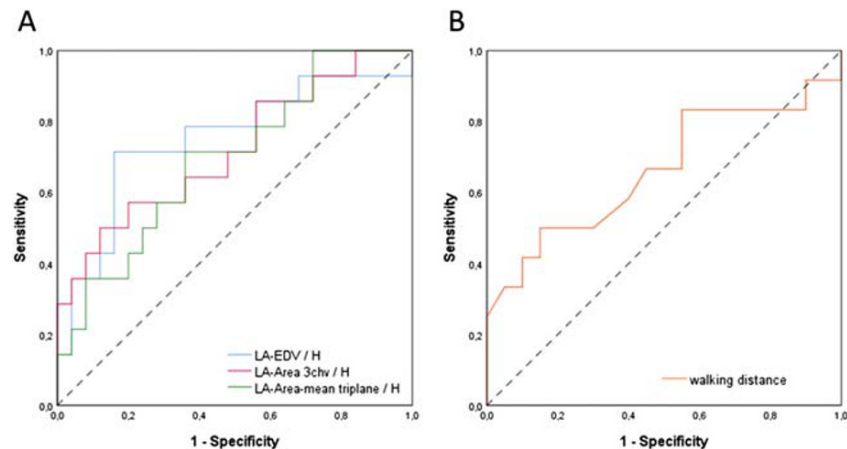 A
B
1,0
0,8
0,6
0,4
0,2
0,0
Sensitivity
LA-EDV / H
LA-Area 3chv / H
LA-Area-mean triplane / H
0,0 0,2 0,4 0,6 0,8 1,0
1 - Specificity
1,0
0,8
0,6
0,4
0,2
0,0
Sensitivity
walking distance
0,0 0,2 0,4 0,6 0,8 1,0
1 - Specificity